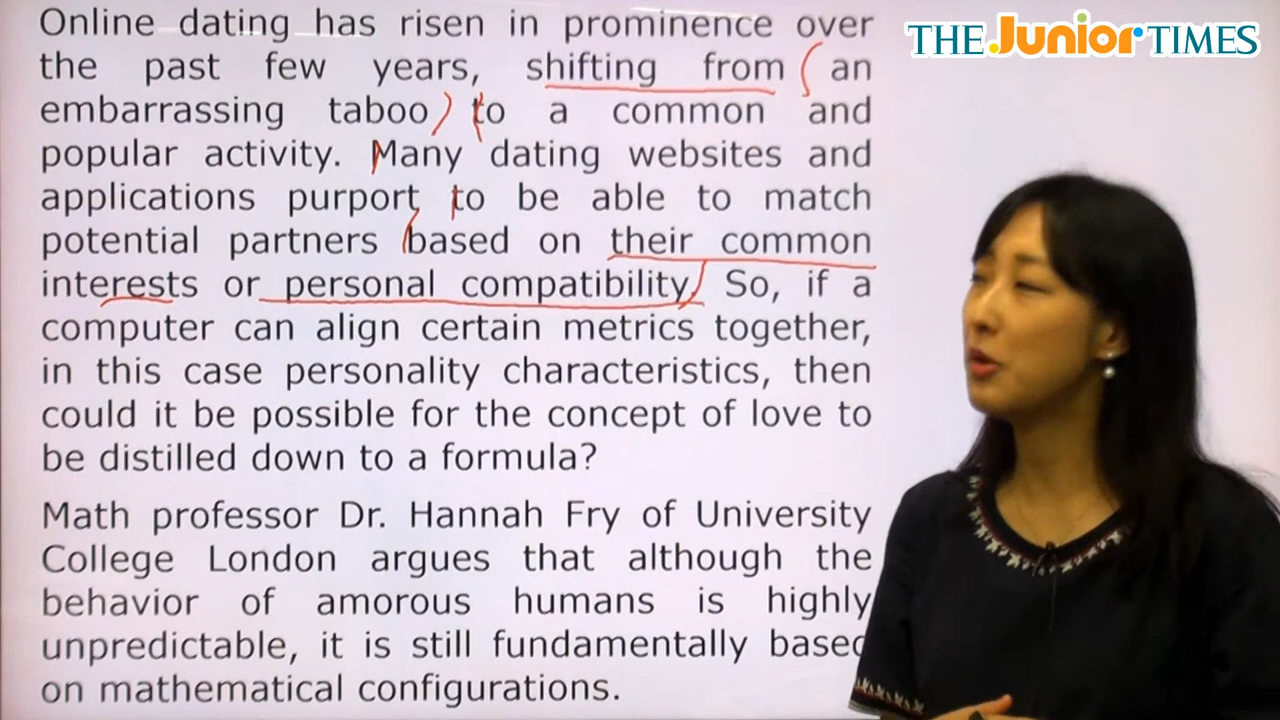 Online dating has risen in prominence over
the past few years, shifting from an
embarrassing taboo to a common and
popular activity. Many dating websites and
applications purport to be able to match
potential partners based on their common
interests or personal compatibility. So, if a
computer can align certain metrics together,
in this case personality characteristics, then
could it be possible for the concept of love to
be distilled down to a formula?
Math professor Dr. Hannah Fry of University
College London argues that although the
behavior of amorous humans is highly
unpredictable, it is still fundamentally based
on mathematical configurations.
THE Junior TIMES